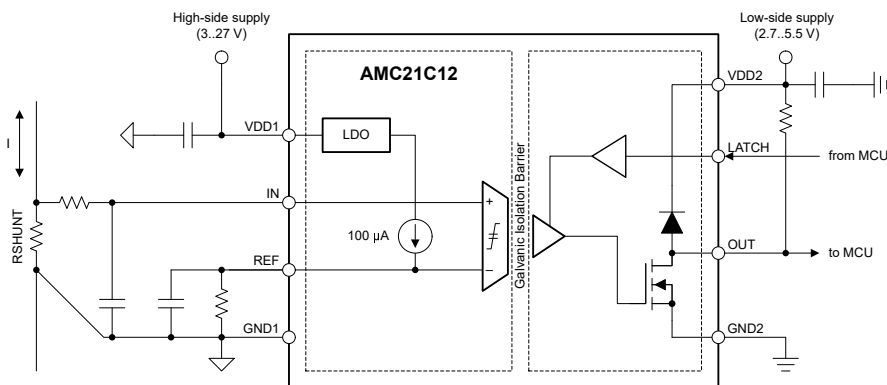 High-side supply
(3..27 V)
Low-side supply
(2.7..5.5 V)
AMC21C12
VDD1
LDO
VDD2
LATCH
from MCU
I
IN
RSHUNT
100 µA
+
−
Galvanic Isolation Barrier
REF
OUT
to MCU
GND1
GND2